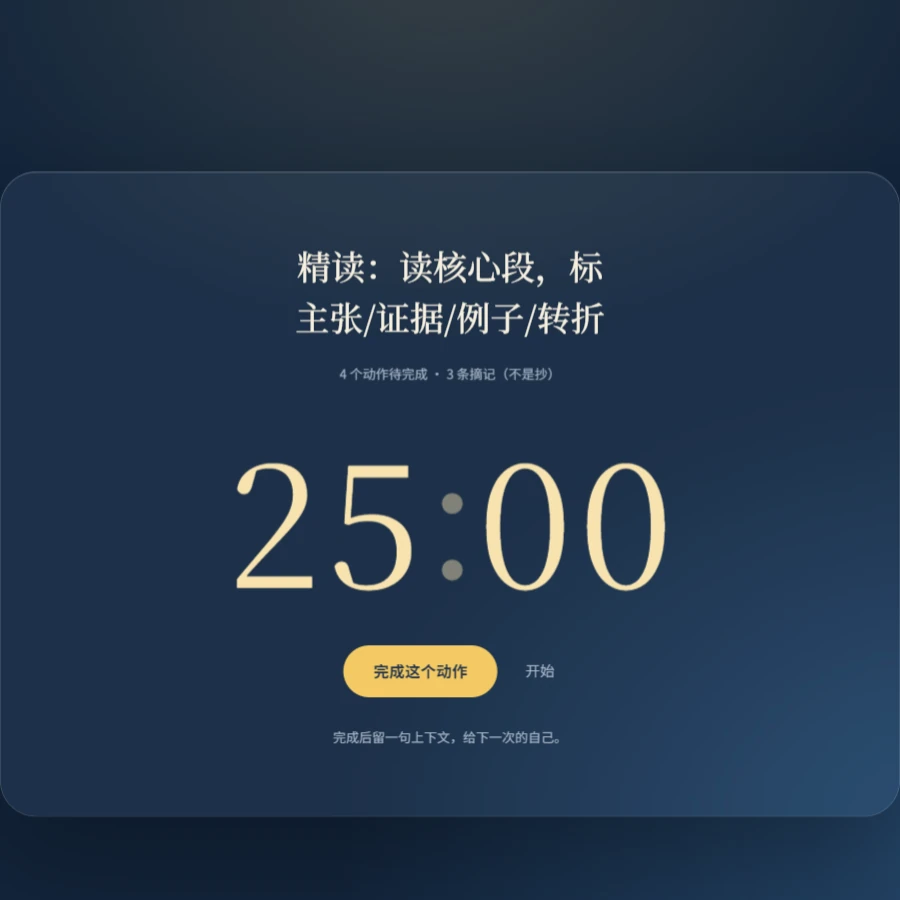 精读：读核心段，标
主张/证据/例子/转折
4 个动作待完成 · 3 条摘记（不是抄）
25:00
完成这个动作 开始
完成后留一句上下文，给下一次的自己。